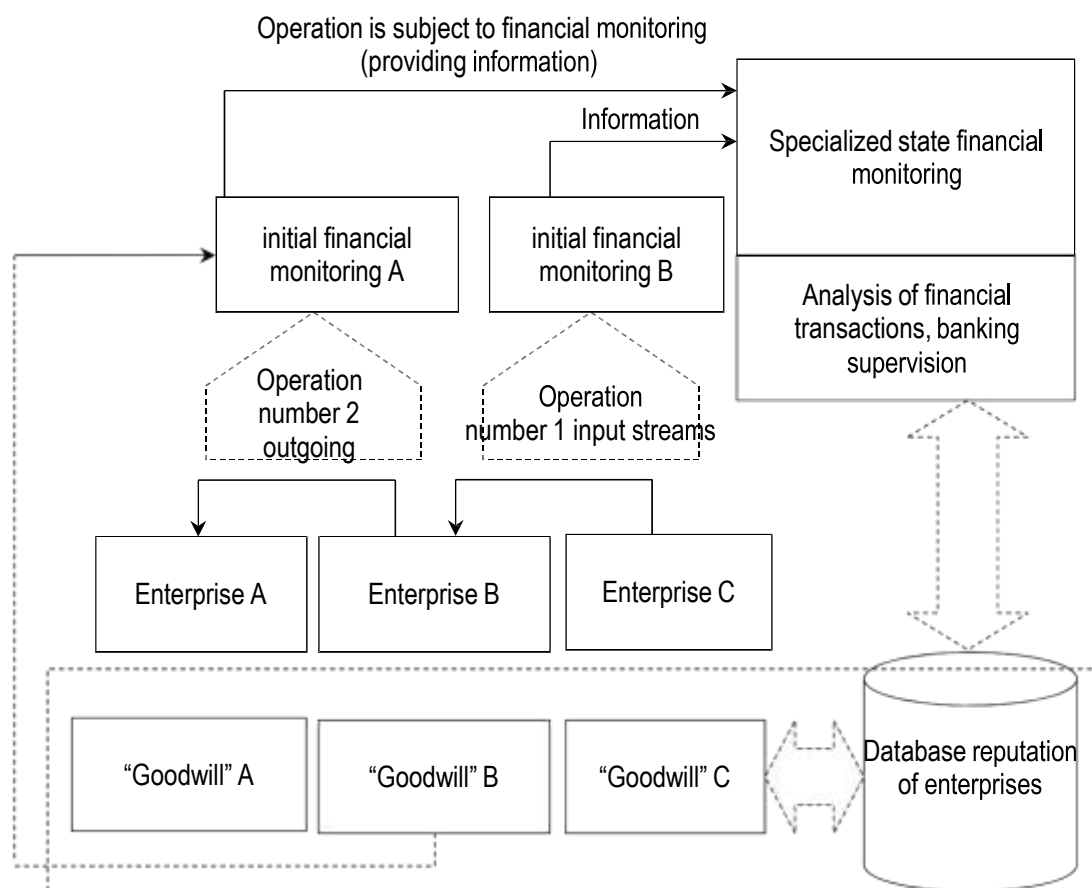 Operation is subject to financial monitoring
(providing information)
Information
Specialized state financial
monitoring
initial financial
monitoring A
initial financial
monitoring B
Analysis of financial
transactions, banking
supervision
Operation
number 2
outgoing
Operation
number 1 input streams
Enterprise A
Enterprise B
Enterprise C
“Goodwill” A
“Goodwill” B
“Goodwill” C
Database reputation
of enterprises